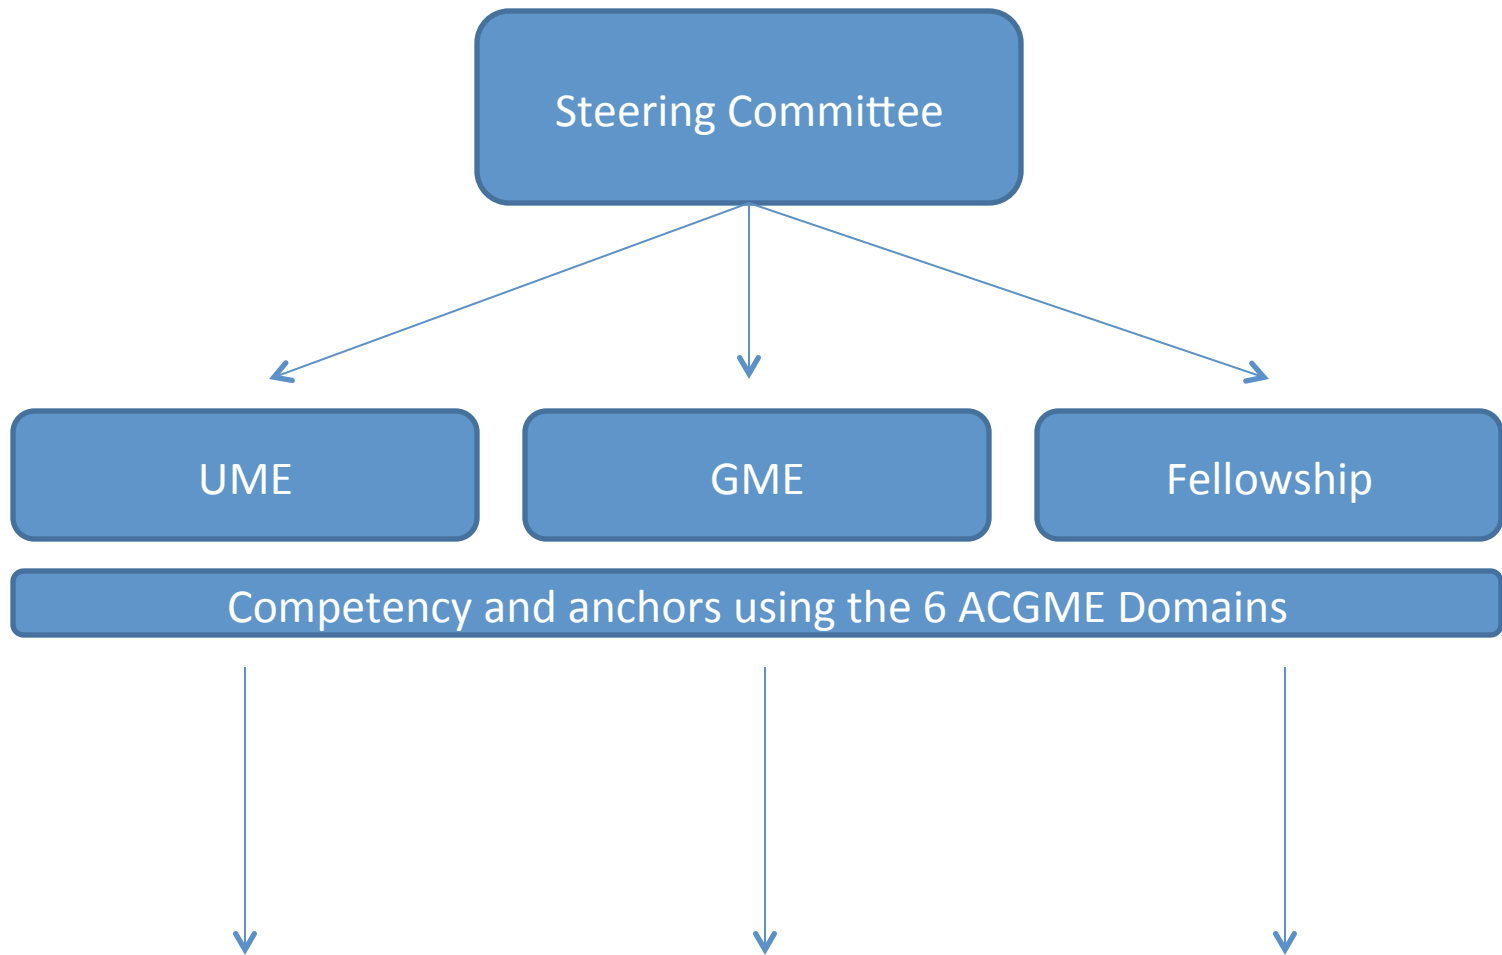 Steering Committee
UME
GME
Fellowship
Competency and anchors using the 6 ACGME Domains